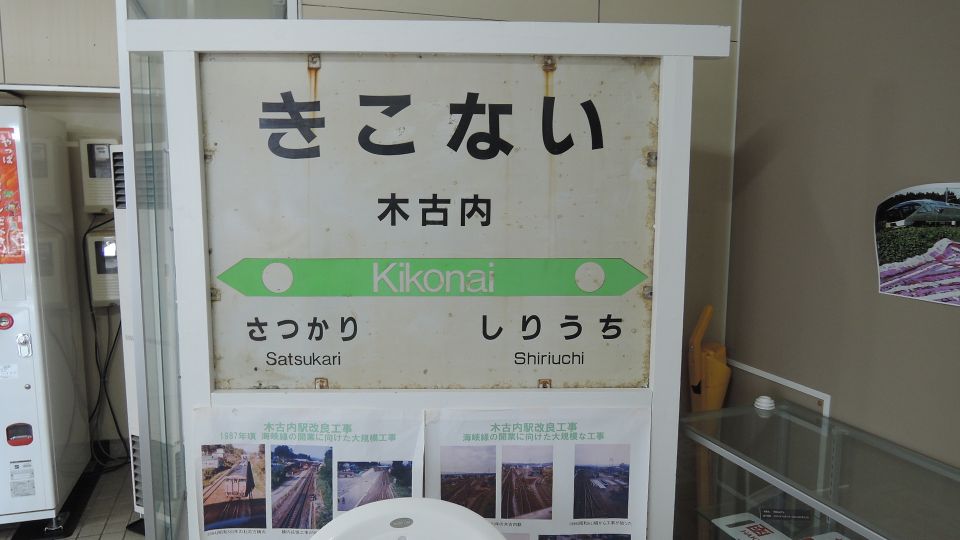 きこない
木古内
Kikonai
さつかり
しりうち
Satsukari
Shiriuchi
木古内駅改良工事
1987年頃 海峡線の開業に向けた大規模工事
木古内駅改良工事
海峡線の開業に向けた大規模な工事